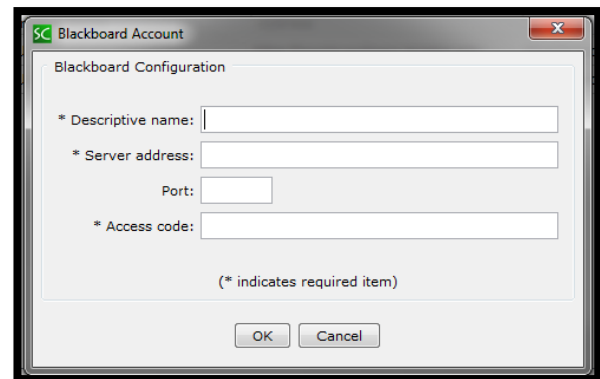 SC Blackboard Account x
Blackboard Configuration
* Descriptive name:
* Server address:
Port:
* Access code:
(* indicates required item)
OK Cancel